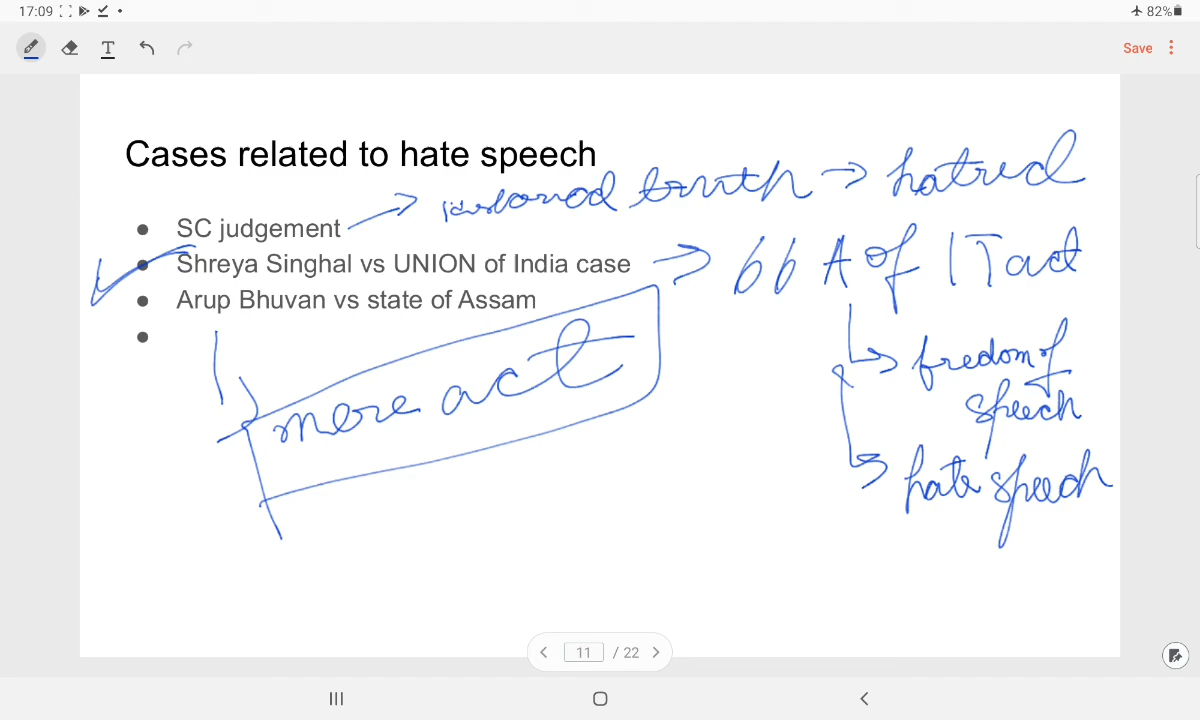 17:09
82%
T
Save
Cases related to hate speech
truth → hatred
SC judgement
Shreya Singhal vs UNION of India case
66 A of IT act
Arup Bhuvan vs state of Assam
more act
fredom of
speech
hate speech
11 / 22